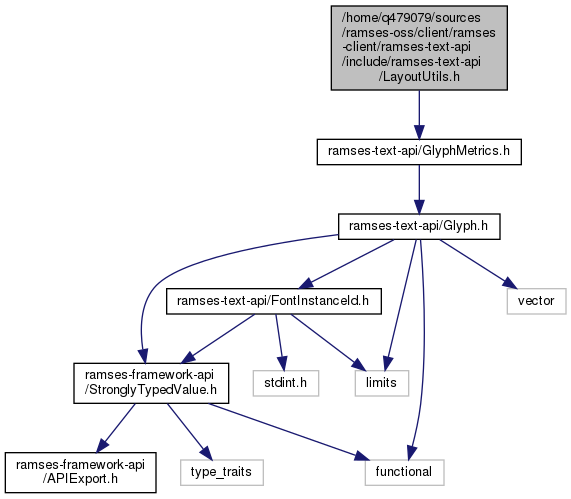 /home/q479079/sources
/ramses-oss/client/ramses
-client/ramses-text-api
/include/ramses-text-api
/LayoutUtils.h
ramses-text-api/GlyphMetrics.h
ramses-text-api/Glyph.h
ramses-text-api/FontInstanceId.h
vector
ramses-framework-api
/StronglyTypedValue.h
stdint.h
limits
ramses-framework-api
/APIExport.h
type_traits
functional